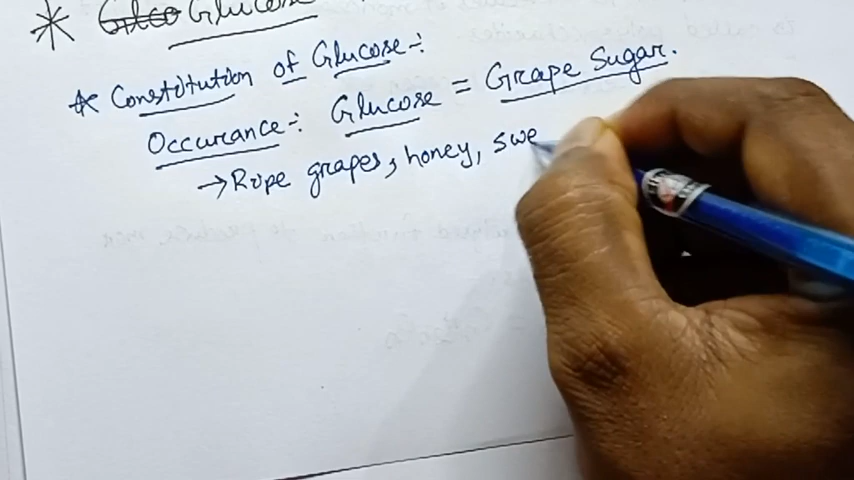 * Glucose
* Constitution of Glucose :-
Occurance :- Glucose = Grape Sugar.
→ Ripe grapes, honey, swe